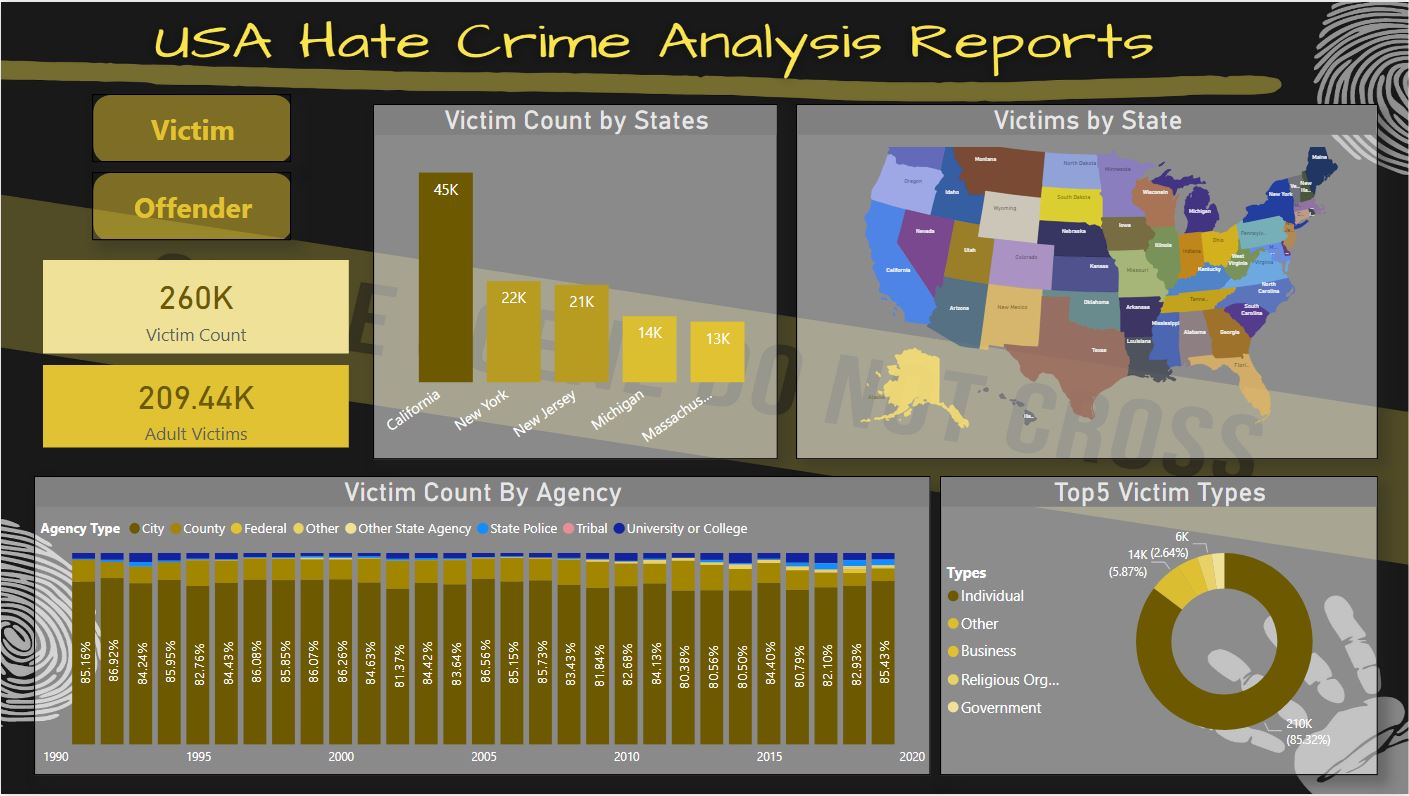 USA Hate Crime Analysis Reports
Victim
Offender
260K
Victim Count
209.44K
Adult Victims
Victim Count by States
45K
22K
21K
14K
13K
California
New York
New Jersey
Michigan
Massachus...
Victims by State
Montana
North Dakota
Minnesota
Maine
Oregon
Idaho
Wisconsin
South Dakota
Wyoming
Michigan
New York
Ve...
New
Ha..
Nevada
Nebraska
Iowa
Illinois
Indiana
Ohio
Pennsylv...
Utah
Colorado
Kansas
Missouri
West
Virginia
Virginia
Kentucky
California
Arizona
New Mexico
Oklahoma
Arkansas
Tenne..
North
Carolina
South
Carolina
Mississippi
Alabama
Georgia
Texas
Louisiana
Flori..
Alaska
Ha..
DO NOT CROSS
Victim Count By Agency
Agency Type City County Federal Other Other State Agency State Police Tribal University or College
85.16%
86.92%
84.24%
85.95%
82.76%
84.43%
86.08%
85.85%
86.07%
86.26%
84.63%
81.37%
84.42%
83.64%
86.56%
85.15%
85.73%
83.43%
81.84%
82.68%
84.13%
80.38%
80.56%
80.50%
84.40%
80.79%
82.10%
82.93%
85.43%
1990 1995 2000 2005 2010 2015 2020
Top5 Victim Types
Types
Individual
Other
Business
Religious Org...
Government
6K
(2.64%)
14K
(5.87%)
210K
(85.32%)